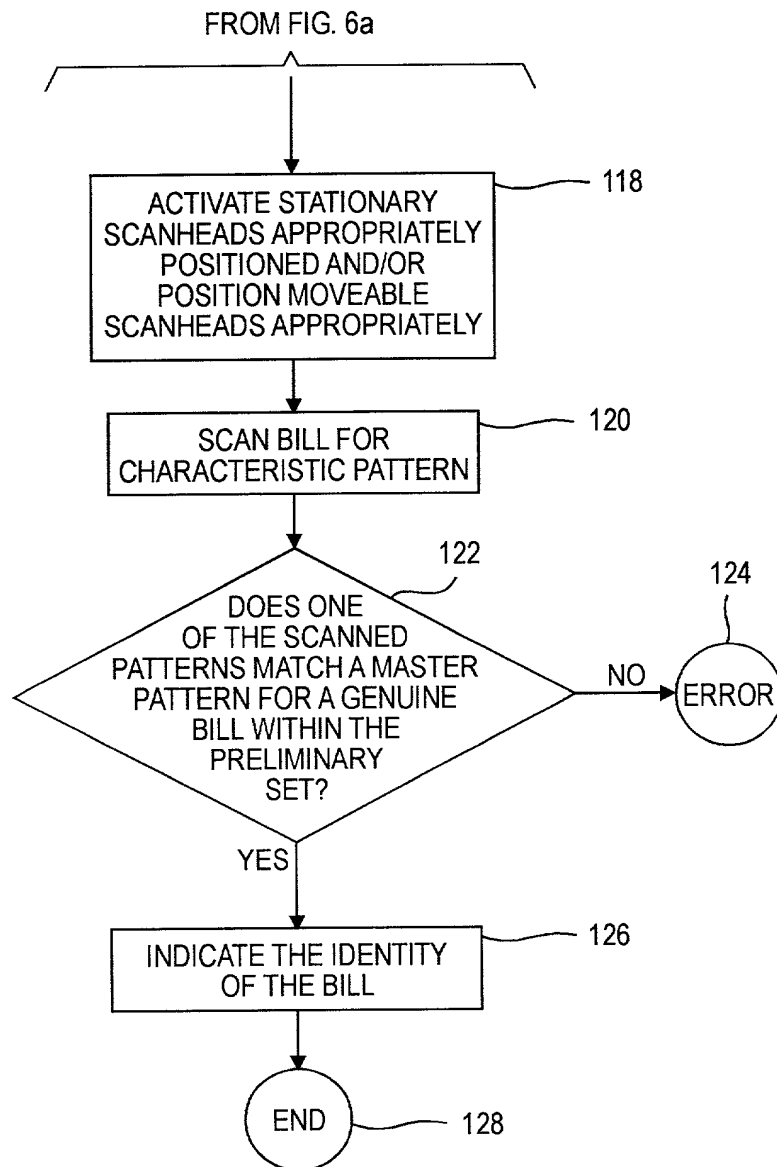 FROM FIG. 6a
118
ACTIVATE STATIONARY
SCANHEADS APPROPRIATELY
POSITIONED AND/OR
POSITION MOVEABLE
SCANHEADS APPROPRIATELY
120
SCAN BILL FOR
CHARACTERISTIC PATTERN
122
124
DOES ONE
OF THE SCANNED
PATTERNS MATCH A MASTER
PATTERN FOR A GENUINE
BILL WITHIN THE
PRELIMINARY
SET?
NO
ERROR
YES
126
INDICATE THE IDENTITY
OF THE BILL
END
128